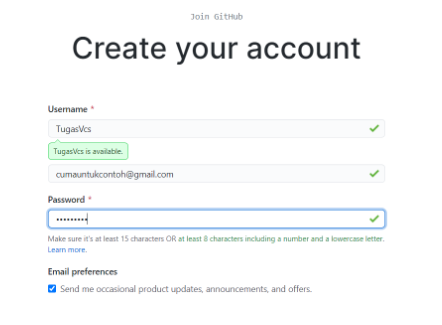 Join GitHub
Create your account
Username *
TugasVcs
TugasVcs is available.
cumauntukcontoh@gmail.com
Password *
•••••••••
Make sure it's at least 15 characters OR at least 8 characters including a number and a lowercase letter.
Learn more.
Email preferences
Send me occasional product updates, announcements, and offers.